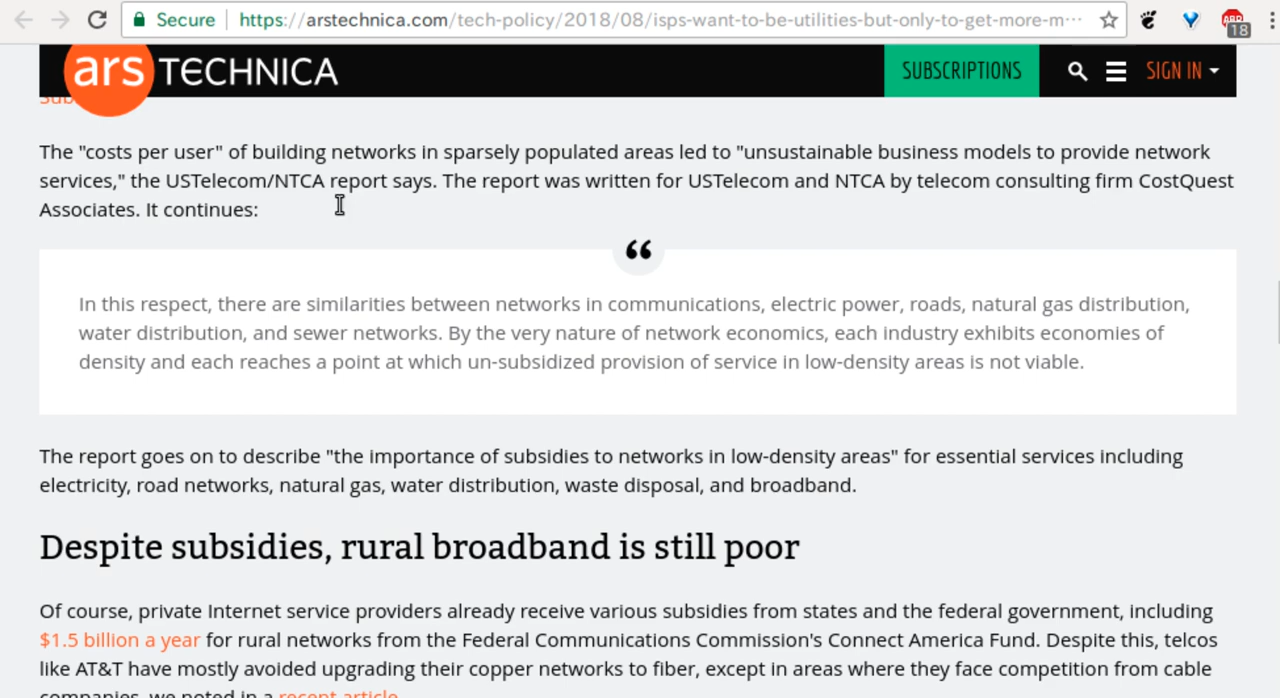 Secure
https://arstechnica.com/tech-policy/2018/08/isps-want-to-be-utilities-but-only-to-get-more-m···
ABP
18
ars TECHNICA
SUBSCRIPTIONS
SIGN IN
The "costs per user" of building networks in sparsely populated areas led to "unsustainable business models to provide network
services," the USTelecom/NTCA report says. The report was written for USTelecom and NTCA by telecom consulting firm CostQuest
Associates. It continues:
“
In this respect, there are similarities between networks in communications, electric power, roads, natural gas distribution,
water distribution, and sewer networks. By the very nature of network economics, each industry exhibits economies of
density and each reaches a point at which un-subsidized provision of service in low-density areas is not viable.
The report goes on to describe "the importance of subsidies to networks in low-density areas" for essential services including
electricity, road networks, natural gas, water distribution, waste disposal, and broadband.
Despite subsidies, rural broadband is still poor
Of course, private Internet service providers already receive various subsidies from states and the federal government, including
$1.5 billion a year for rural networks from the Federal Communications Commission's Connect America Fund. Despite this, telcos
like AT&T have mostly avoided upgrading their copper networks to fiber, except in areas where they face competition from cable
companies, we noted in a recent article.